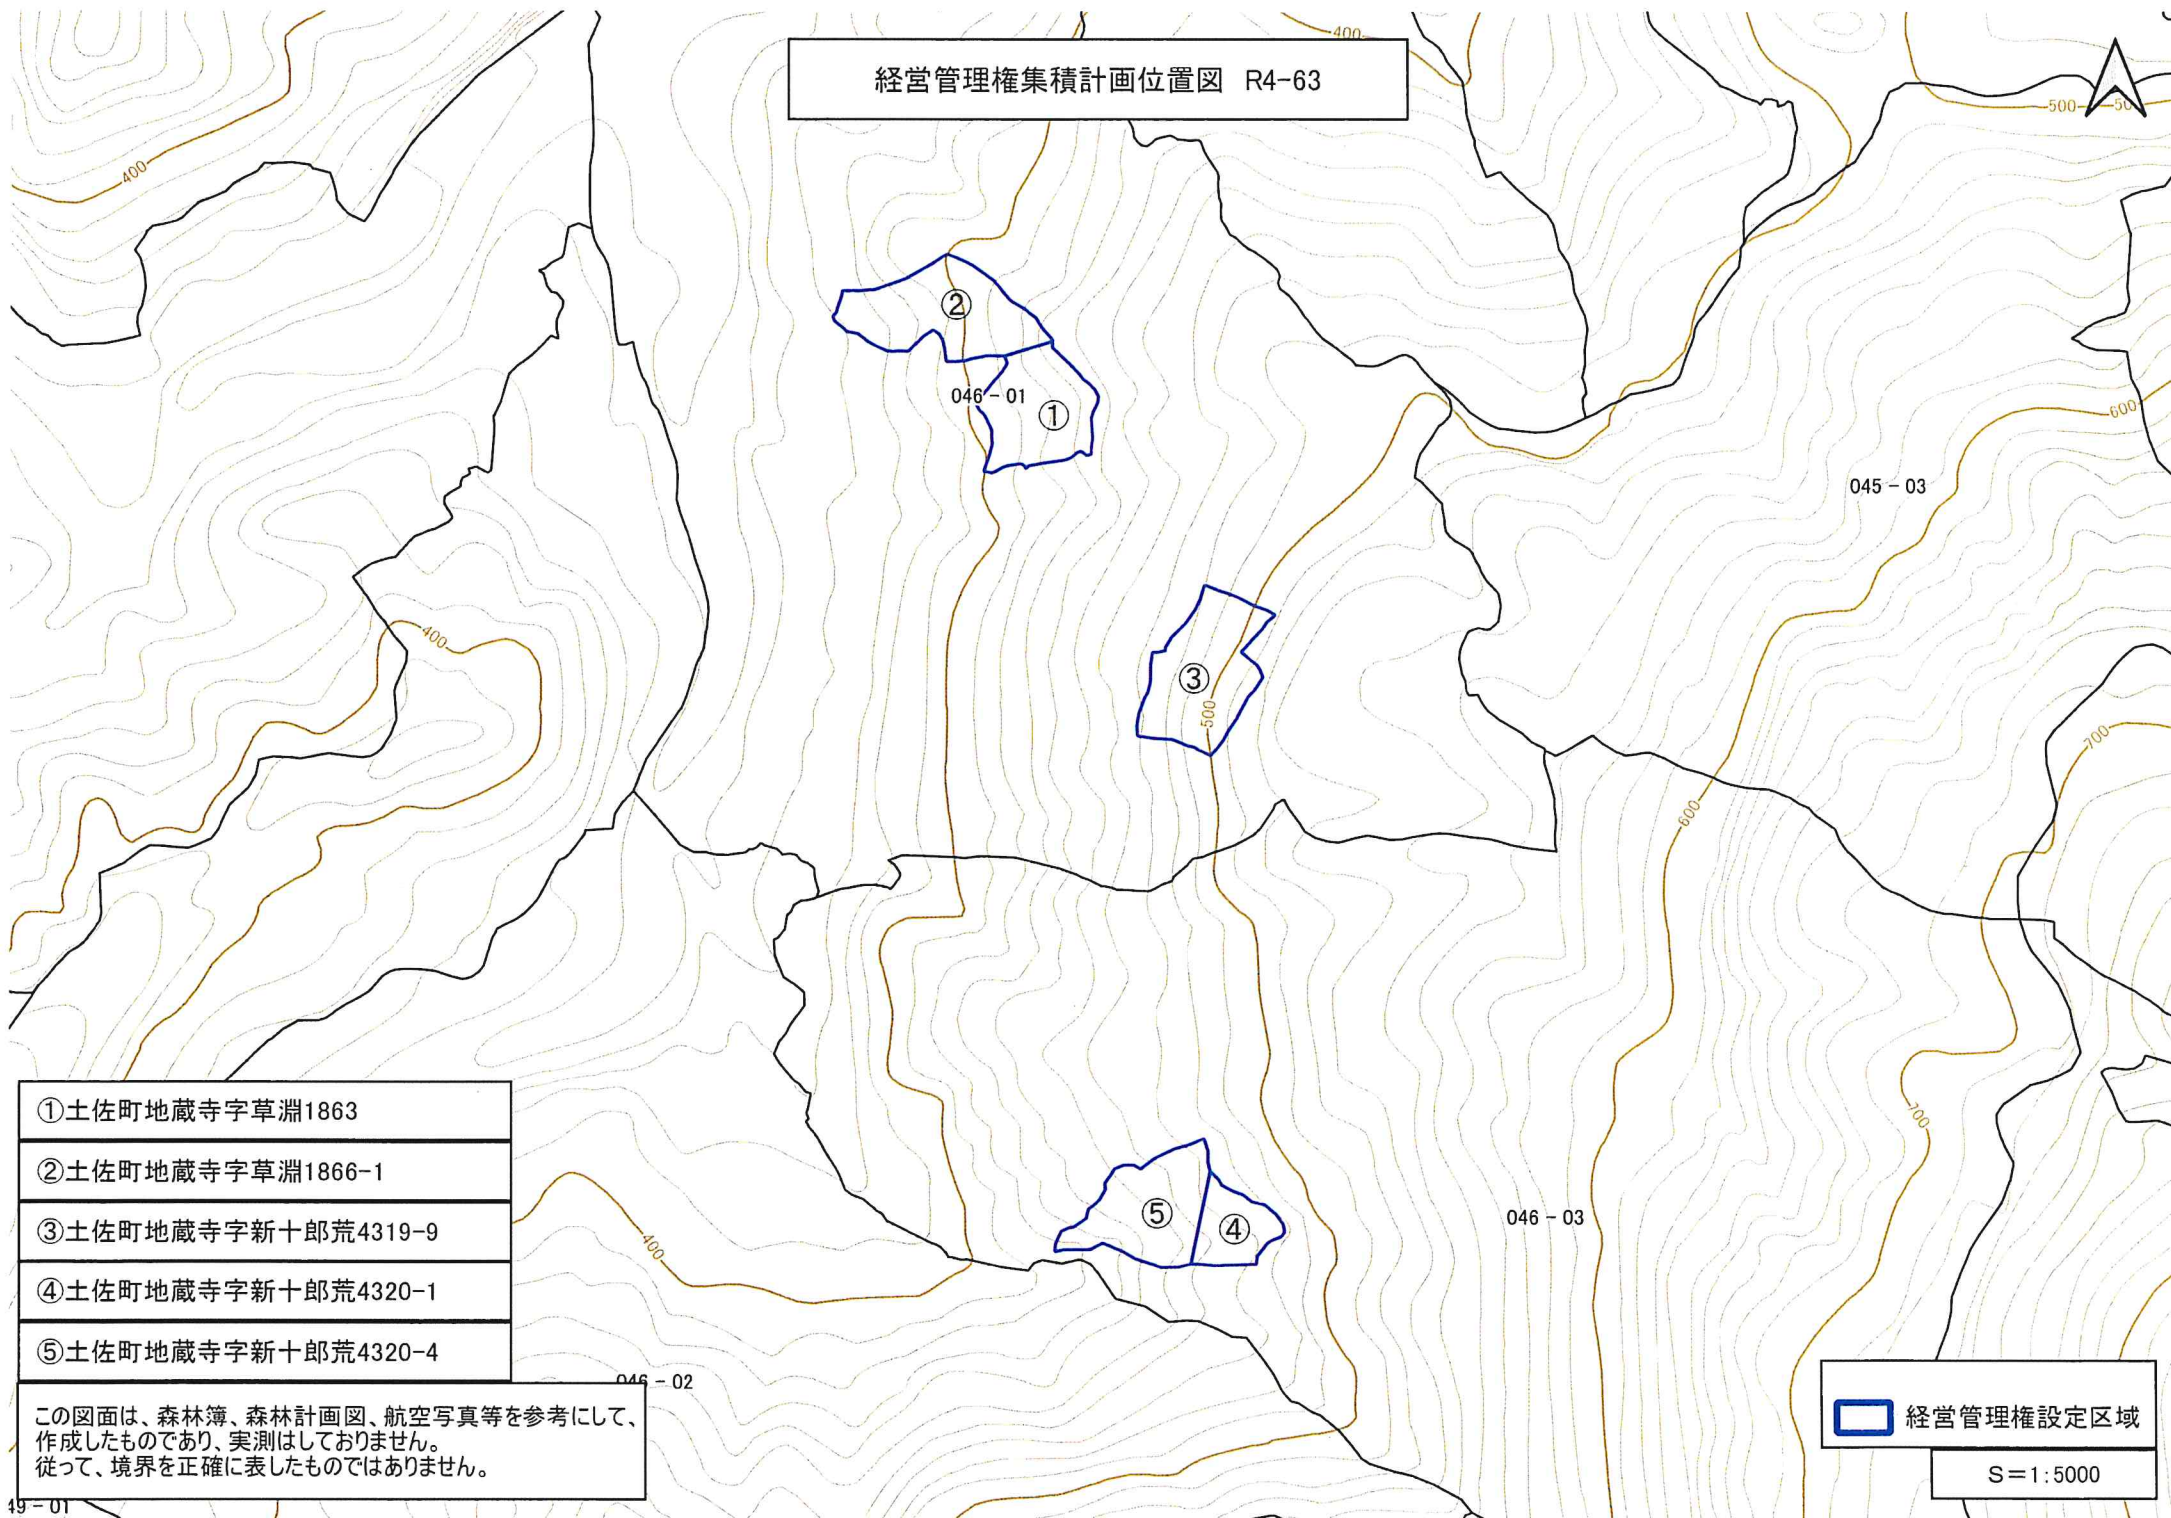 経営管理権集積計画位置図 R4-63
400
500
50
400
②
046-01
①
600
045-03
400
③
500
700
600
①土佐町地蔵寺字草淵1863
②土佐町地蔵寺字草淵1866-1
③土佐町地蔵寺字新十郎荒4319-9
④土佐町地蔵寺字新十郎荒4320-1
⑤土佐町地蔵寺字新十郎荒4320-4
700
⑤
④
046-03
400
046-02
この図面は、森林簿、森林計画図、航空写真等を参考にして、
作成したものであり、実測はしておりません。
従って、境界を正確に表したものではありません。
経営管理権設定区域
S=1:5000
49-01